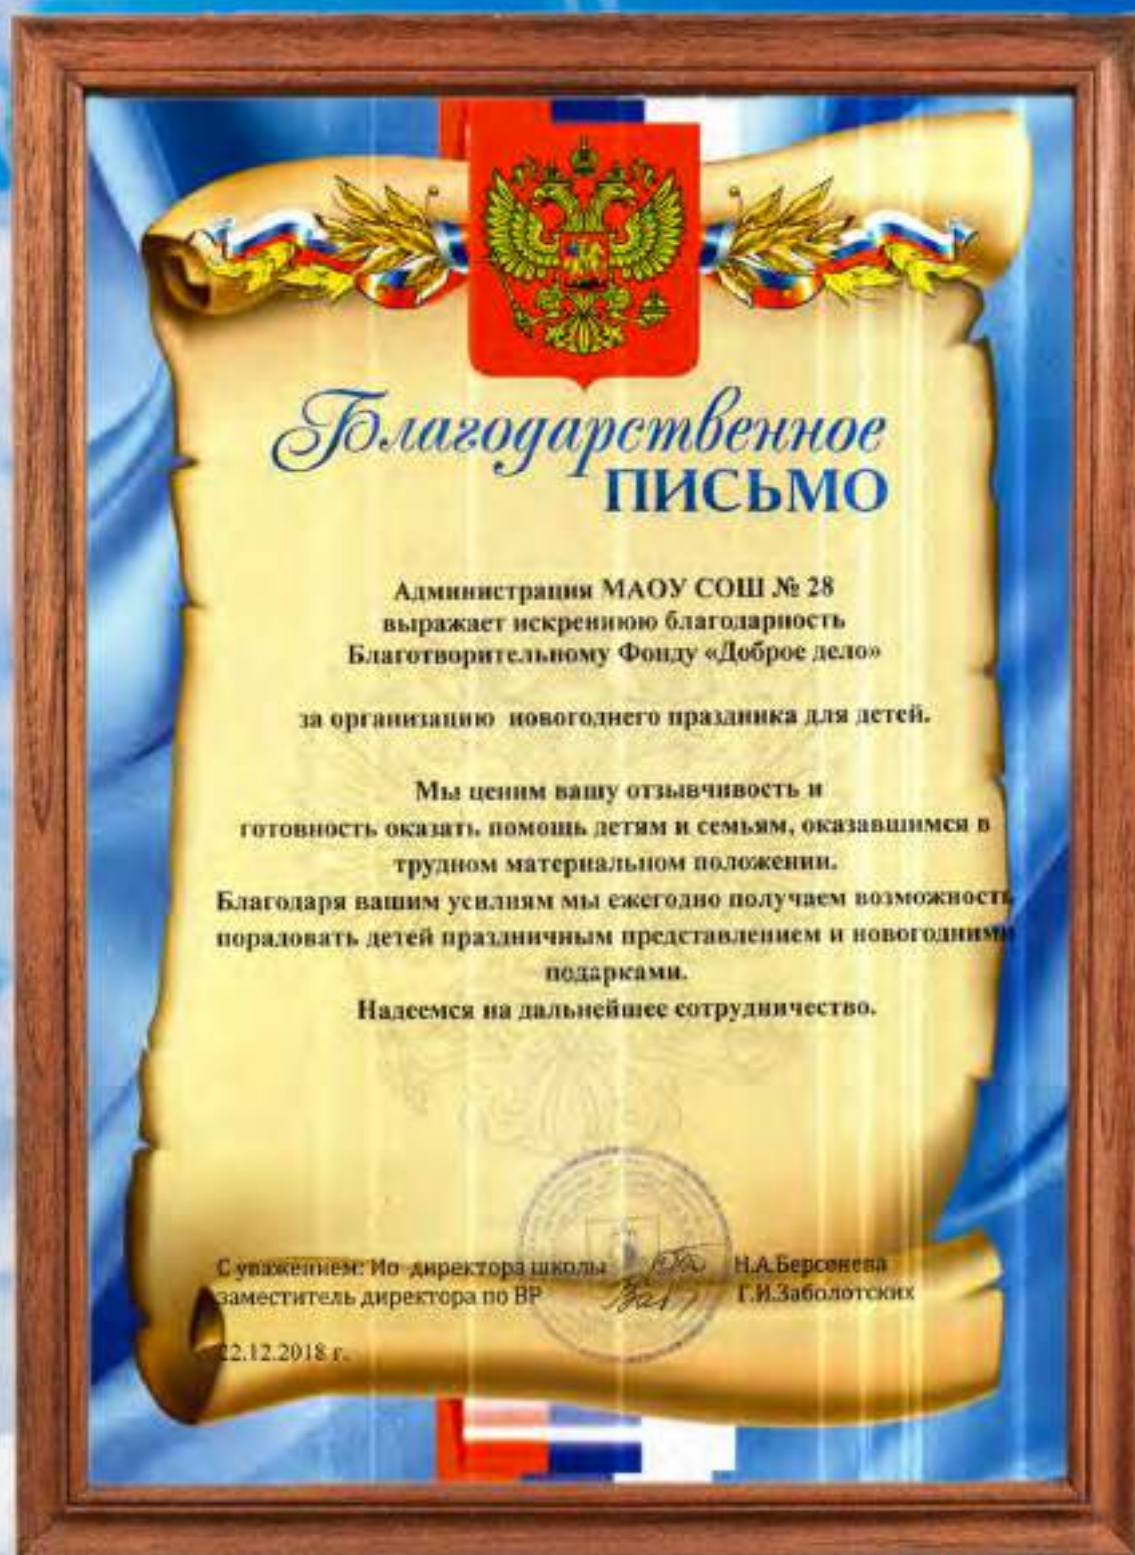 Благодарственное
ПИСЬМО
Администрация МАОУ СОШ № 28
выражает искреннюю благодарность
Благотворительному Фонду «Доброе дело»
за организацию новогоднего праздника для детей.
Мы ценим вашу отзывчивость и
готовность оказать помощь детям и семьям, оказавшимся в
трудном материальном положении.
Благодаря вашим усилиям мы ежегодно получаем возможность
порадовать детей праздничным представлением и новогодними
подарками.
Надеемся на дальнейшее сотрудничество.
С уважением: Ио директора школы Н.А.Берсенева
заместитель директора по ВР Г.И.Заболотских
22.12.2018 г.